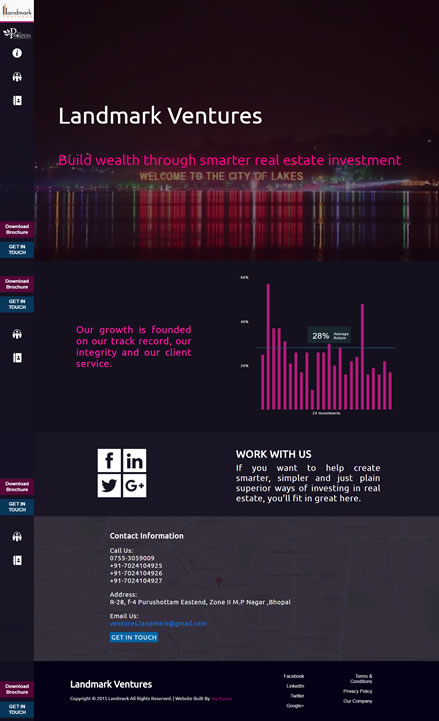 Landmark
Landmark Ventures
Build wealth through smarter real estate investment
WELCOME TO THE CITY OF LAKES
Download
Brochure
GET IN
TOUCH
Download
Brochure
GET IN
TOUCH
Our growth is founded
on our track record, our
integrity and our client
service.
60%
40%
20%
28% Average
Return
24 Investments
WORK WITH US
If you want to help create
smarter, simpler and just plain
superior ways of investing in real
estate, you'll fit in great here.
Download
Brochure
GET IN
TOUCH
Contact Information
Call Us:
0755-3059009
+91-7024104925
+91-7024104926
+91-7024104927
Address:
R-28, f-4 Purushottam Eastend, Zone II M.P Nagar ,Bhopal
Email Us:
ventures.landmark@gmail.com
GET IN TOUCH
Download
Brochure
GET IN
TOUCH
Landmark Ventures
Copyright © 2015 Landmark All Rights Reserved. | Website Built By
Facebook
LinkedIn
Twitter
Google+
Terms &
Conditions
Privacy Policy
Our Company